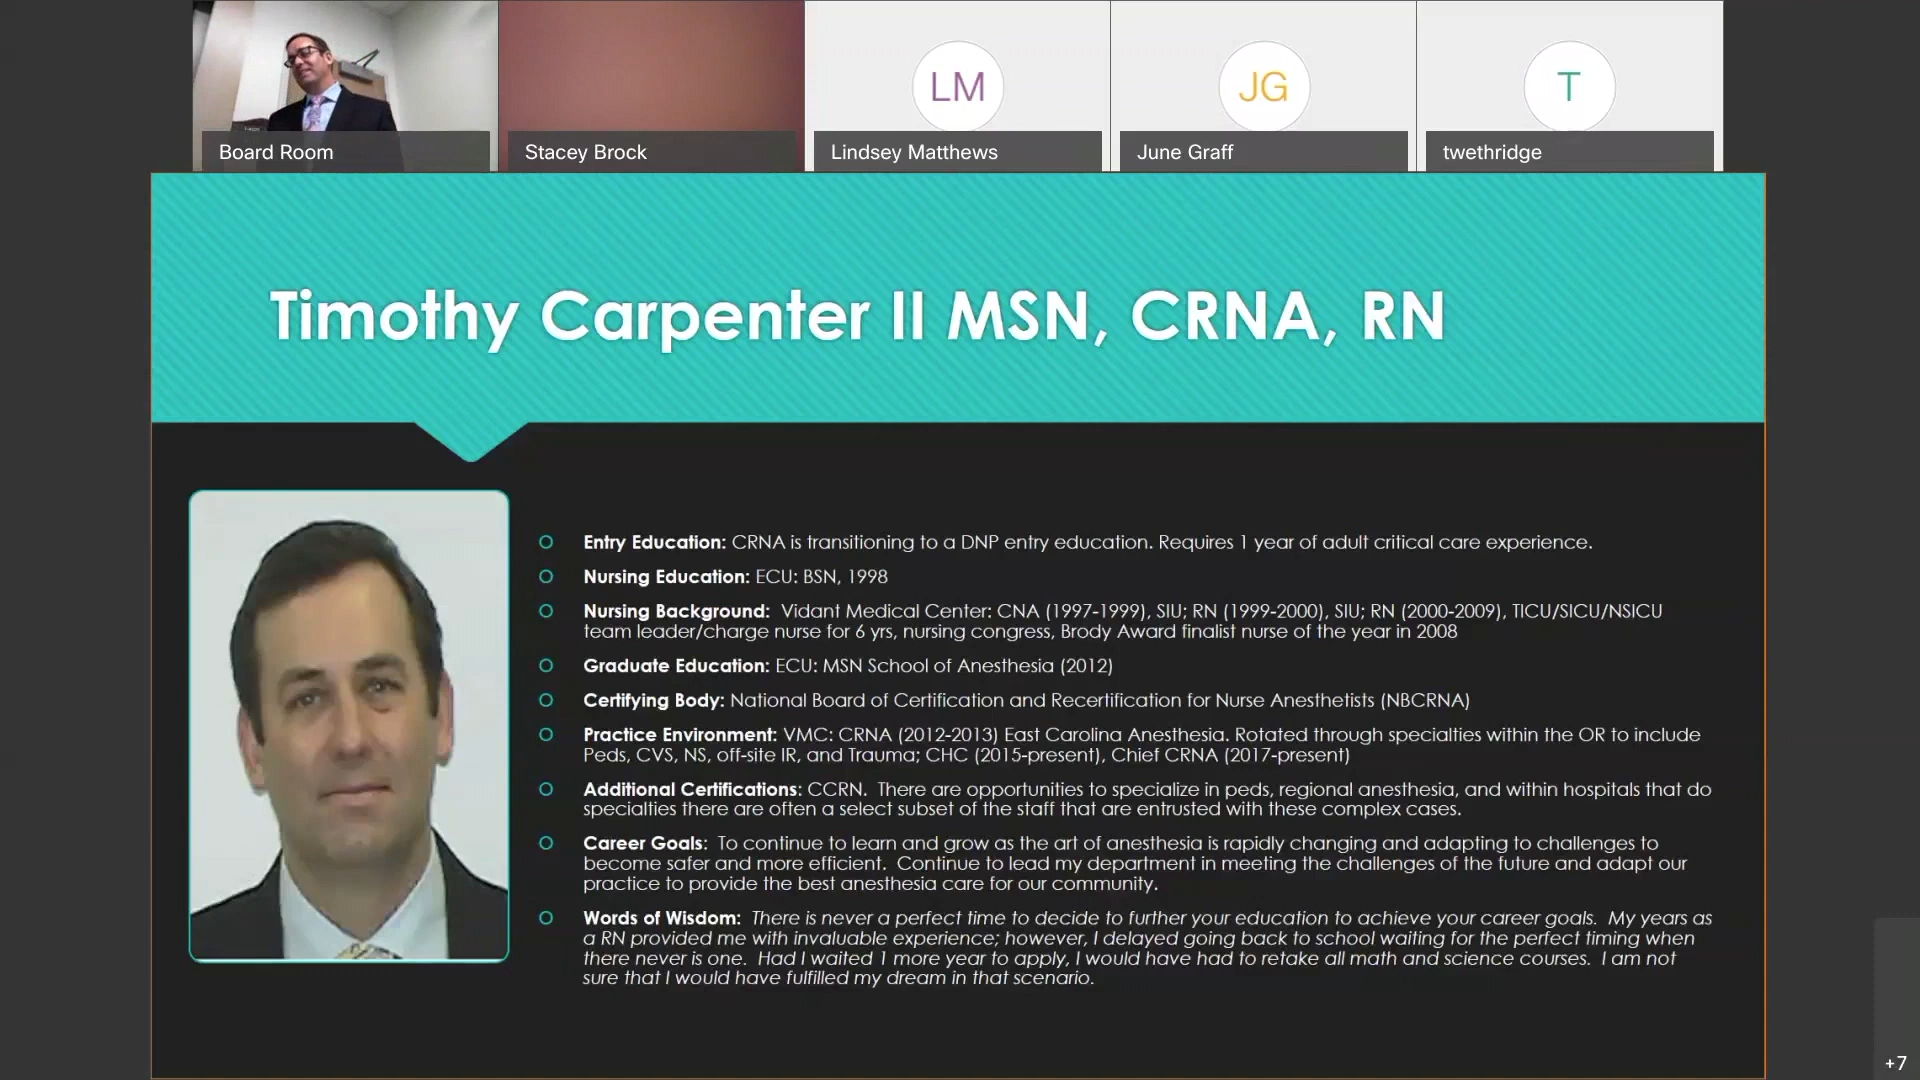 Board Room
Stacey Brock
LM
Lindsey Matthews
JG
June Graff
T
twethridge
Timothy Carpenter II MSN, CRNA, RN
Entry Education: CRNA is transitioning to a DNP entry education. Requires 1 year of adult critical care experience.
Nursing Education: ECU: BSN, 1998
Nursing Background: Vidant Medical Center: CNA (1997-1999), SIU; RN (1999-2000), SIU; RN (2000-2009), TICU/SICU/NSICU
team leader/charge nurse for 6 yrs, nursing congress, Brody Award finalist nurse of the year in 2008
Graduate Education: ECU: MSN School of Anesthesia (2012)
Certifying Body: National Board of Certification and Recertification for Nurse Anesthetists (NBCRNA)
Practice Environment: VMC: CRNA (2012-2013) East Carolina Anesthesia. Rotated through specialties within the OR to include
Peds, CVS, NS, off-site IR, and Trauma; CHC (2015-present), Chief CRNA (2017-present)
Additional Certifications: CCRN. There are opportunities to specialize in peds, regional anesthesia, and within hospitals that do
specialties there are often a select subset of the staff that are entrusted with these complex cases.
Career Goals: To continue to learn and grow as the art of anesthesia is rapidly changing and adapting to challenges to
become safer and more efficient. Continue to lead my department in meeting the challenges of the future and adapt our
practice to provide the best anesthesia care for our community.
Words of Wisdom: There is never a perfect time to decide to further your education to achieve your career goals. My years as
a RN provided me with invaluable experience; however, I delayed going back to school waiting for the perfect timing when
there never is one. Had I waited 1 more year to apply, I would have had to retake all math and science courses. I am not
sure that I would have fulfilled my dream in that scenario.
+7